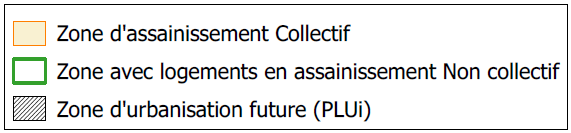 Zone d'assainissement Collectif
Zone avec logements en assainissement Non collectif
Zone d'urbanisation future (PLUi)